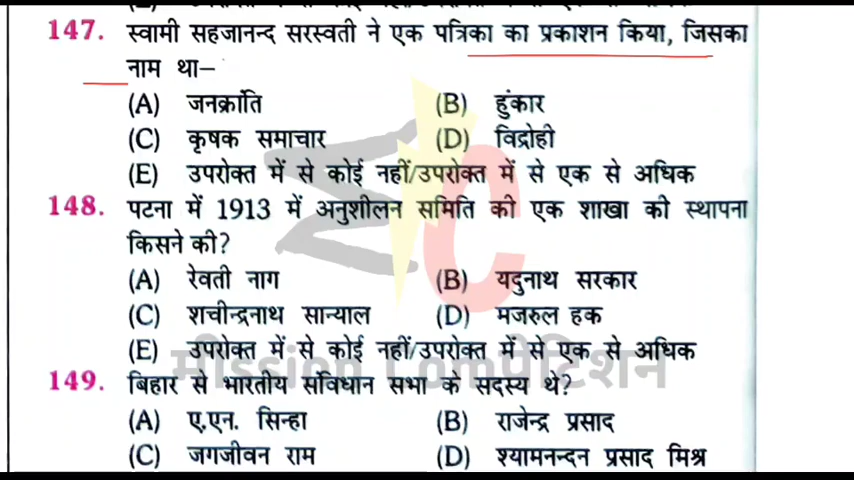 147. स्वामी सहजानन्द सरस्वती ने एक पत्रिका का प्रकाशन किया, जिसका
नाम था–
(A) जनक्रांति (B) हुंकार
(C) कृषक समाचार (D) विद्रोही
(E) उपरोक्त में से कोई नहीं/उपरोक्त में से एक से अधिक
148. पटना में 1913 में अनुशीलन समिति की एक शाखा की स्थापना
किसने की?
(A) रेवती नाग (B) यदुनाथ सरकार
(C) शचीन्द्रनाथ सान्याल (D) मजरुल हक
(E) उपरोक्त में से कोई नहीं/उपरोक्त में से एक से अधिक
मीission Competiशन
149. बिहार से भारतीय संविधान सभा के सदस्य थे?
(A) ए.एन. सिन्हा (B) राजेन्द्र प्रसाद
(C) जगजीवन राम (D) श्यामनन्दन प्रसाद मिश्र